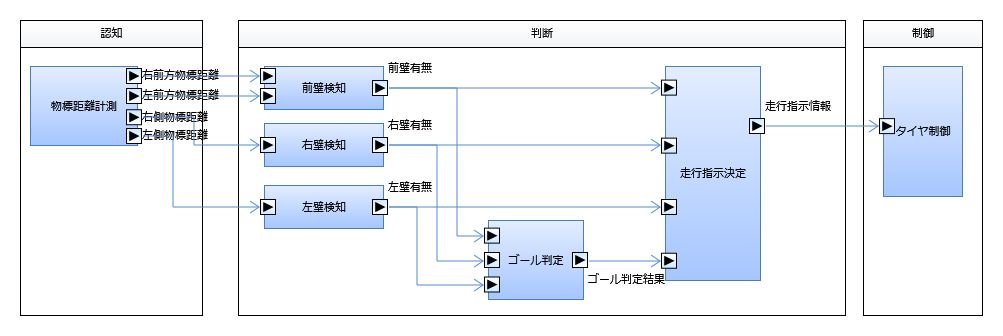 認知
判断
制御
物標距離計測
右前方物標距離
左前方物標距離
右側物標距離
左側物標距離
前壁検知
前壁有無
右壁検知
右壁有無
左壁検知
左壁有無
ゴール判定
ゴール判定結果
走行指示決定
走行指示情報
タイヤ制御